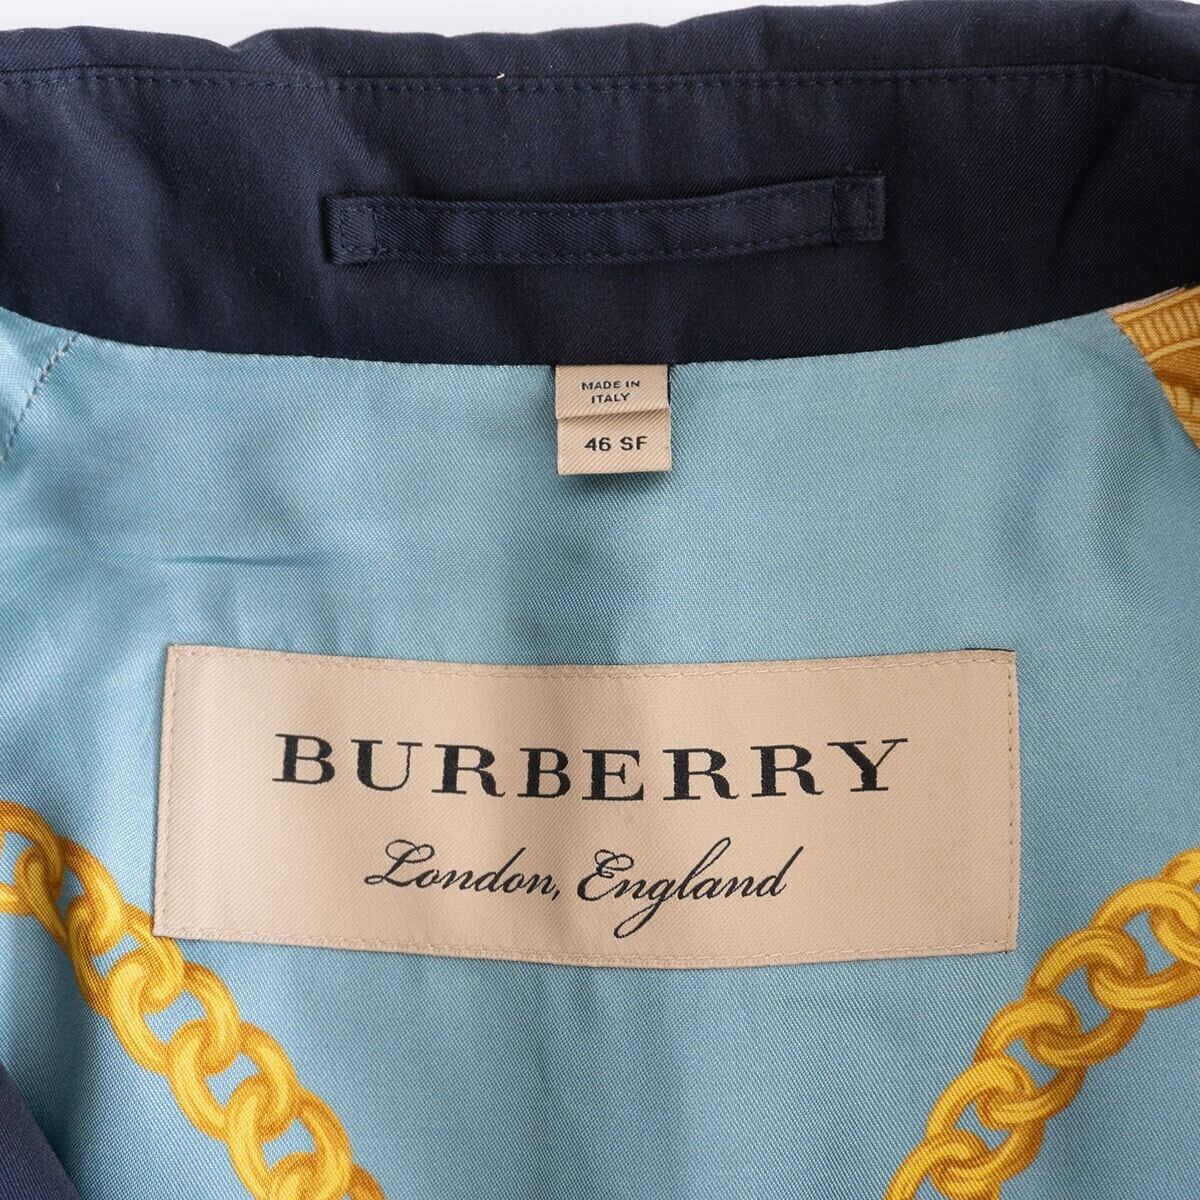 MADE IN
ITALY
46 SF
BURBERRY
London, England